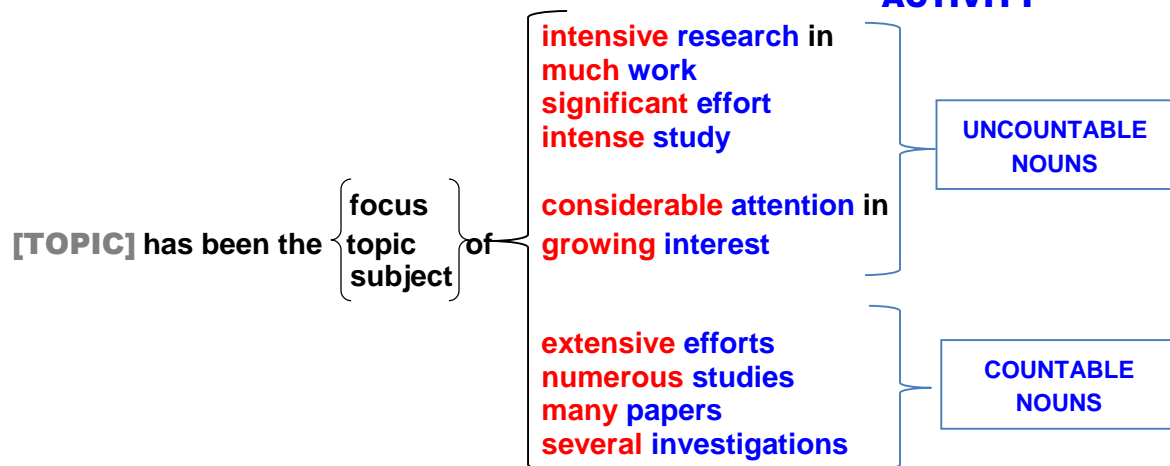 ACTIVITY
intensive research in
much work
significant effort
intense study
UNCOUNTABLE
NOUNS
[TOPIC] has been the
focus
topic
subject
of
considerable attention in
growing interest
extensive efforts
numerous studies
many papers
several investigations
COUNTABLE
NOUNS